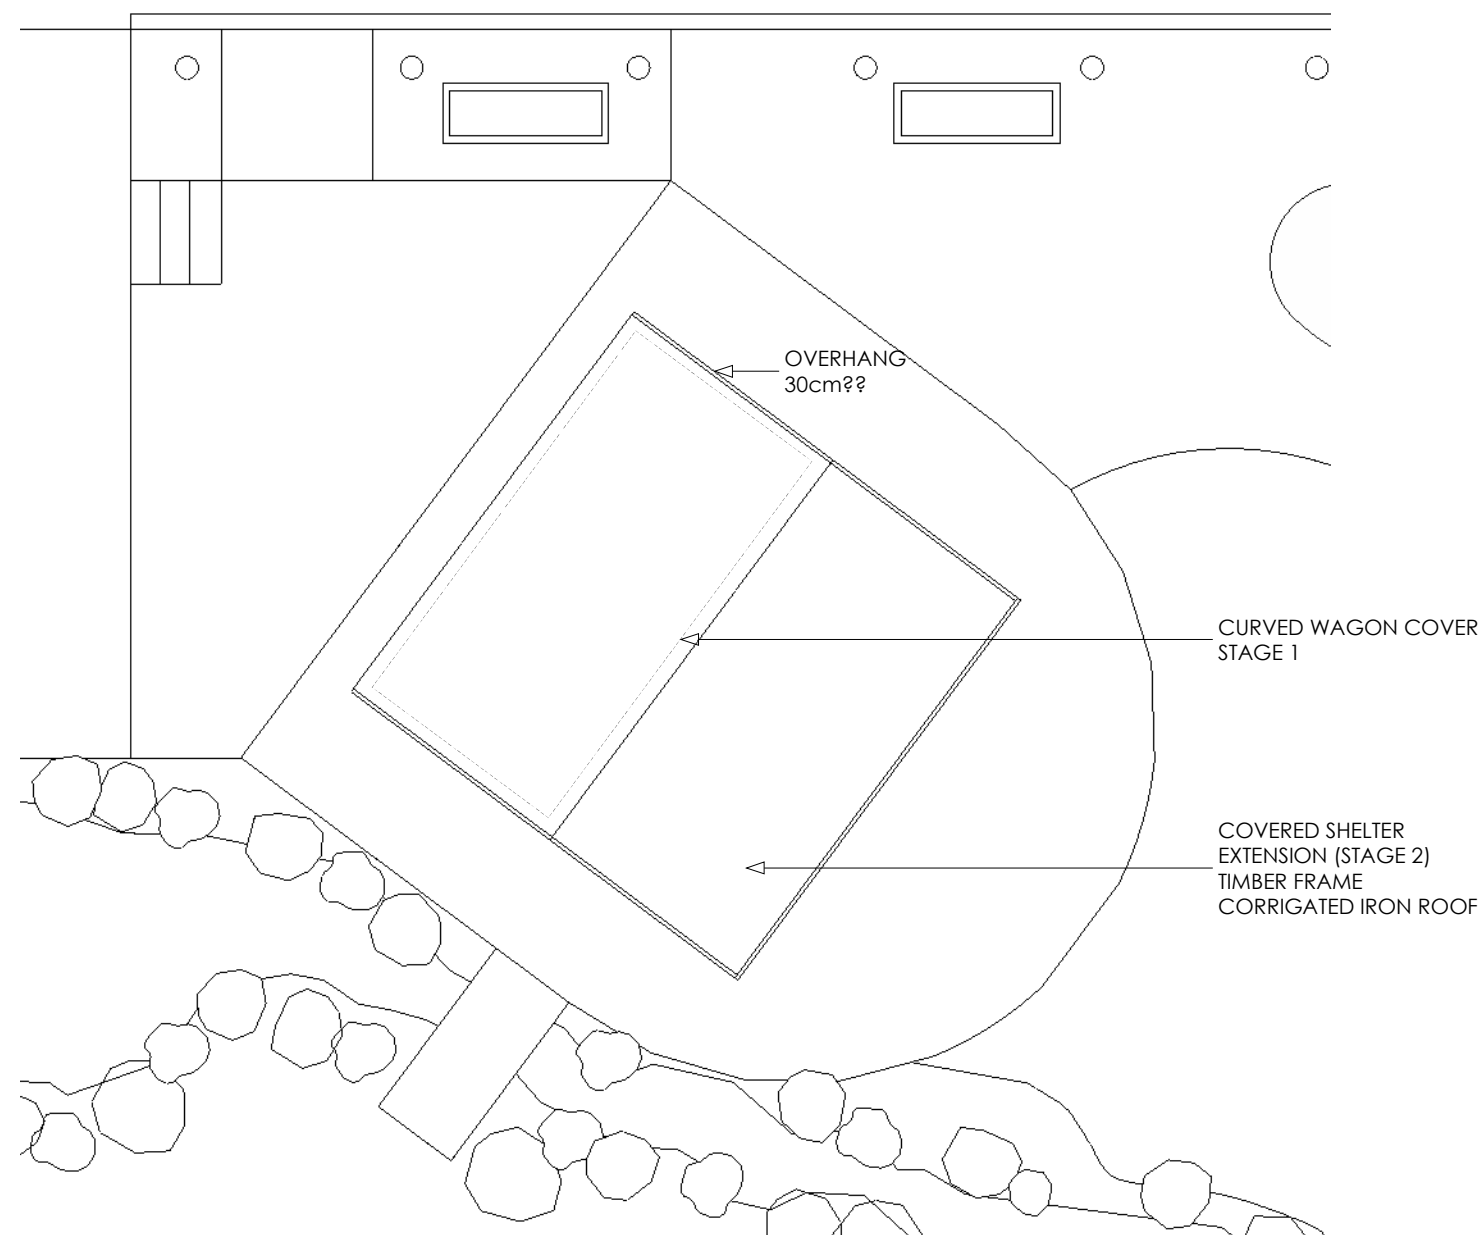 OVERHANG
30cm??
CURVED WAGON COVER
STAGE 1
COVERED SHELTER
EXTENSION (STAGE 2)
TIMBER FRAME
CORRIGATED IRON ROOF